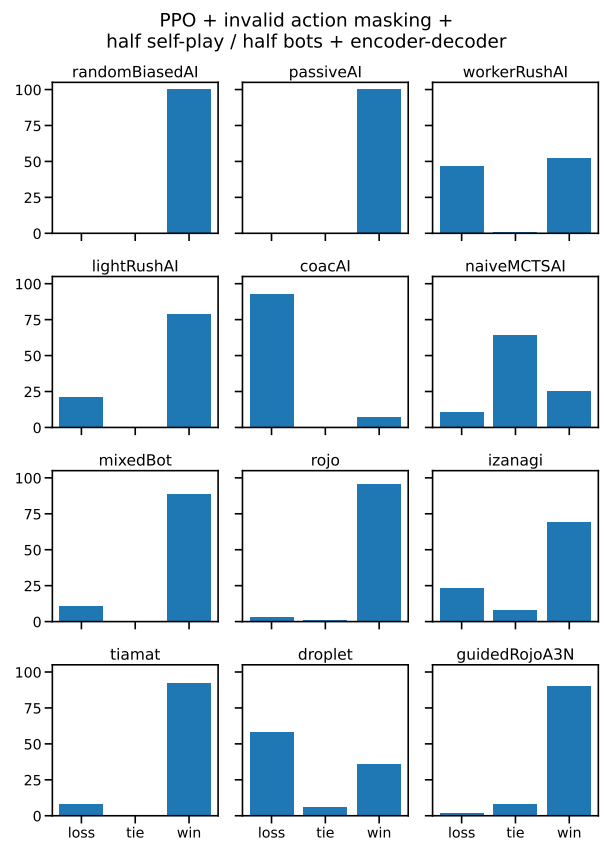 PPO + invalid action masking +
half self-play / half bots + encoder-decoder
randomBiasedAI
passiveAI
workerRushAI
100
75
50
25
0
lightRushAI
coacAI
naiveMCTSAI
100
75
50
25
0
mixedBot
rojo
izanagi
100
75
50
25
0
tiamat
droplet
guidedRojoA3N
100
75
50
25
0
loss tie win
loss tie win
loss tie win